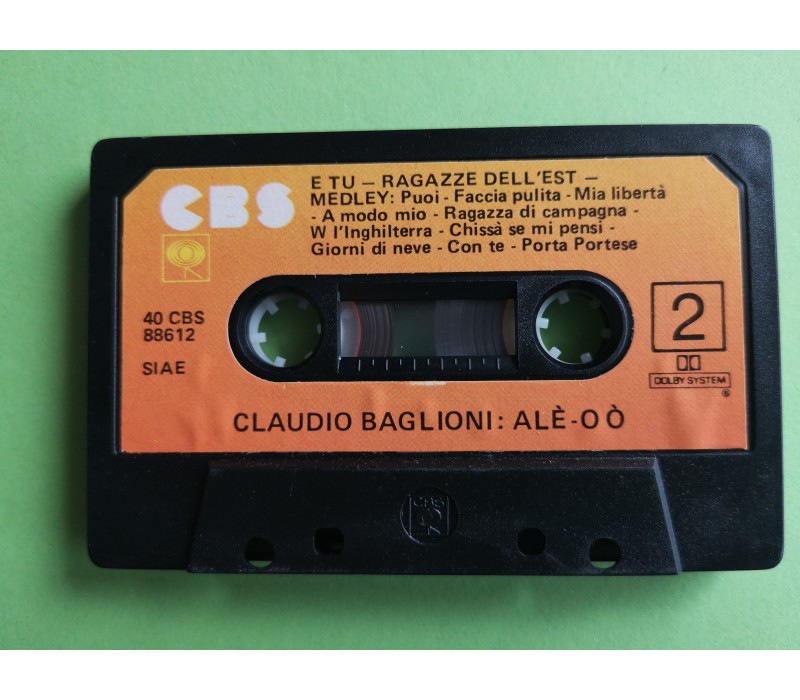 CBS
E TU — RAGAZZE DELL'EST —
MEDLEY: Puoi - Faccia pulita - Mia libertà
- A modo mio - Ragazza di campagna -
W l'Inghilterra - Chissà se mi pensi -
Giorni di neve - Con te - Porta Portese
40 CBS
88612
SIAE
2
DOLBY SYSTEM
®
CLAUDIO BAGLIONI: ALÈ-O Ò
CBS